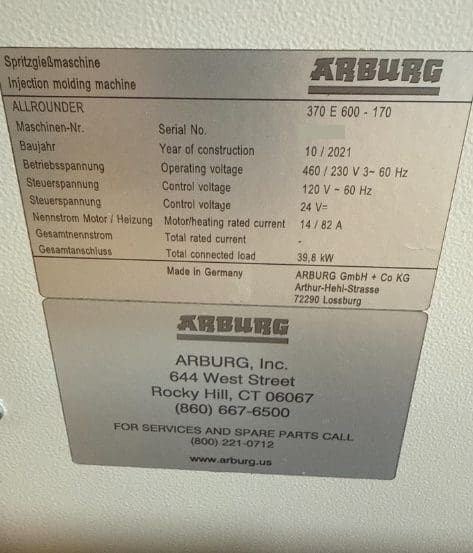 Spritzgießmaschine
Injection molding machine
ARBURG
ALLROUNDER 370 E 600 - 170
Maschinen-Nr. Serial No.
Baujahr Year of construction 10 / 2021
Betriebsspannung Operating voltage 460 / 230 V 3~ 60 Hz
Steuerspannung Control voltage 120 V ~ 60 Hz
Steuerspannung Control voltage 24 V=
Nennstrom Motor / Heizung Motor/heating rated current 14 / 82 A
Gesamtnennstrom Total rated current -
Gesamtanschluss Total connected load 39,8 kW
Made in Germany ARBURG GmbH + Co KG
Arthur-Hehl-Strasse
72290 Lossburg
ARBURG
ARBURG, Inc.
644 West Street
Rocky Hill, CT 06067
(860) 667-6500
FOR SERVICES AND SPARE PARTS CALL
(800) 221-0712
www.arburg.us